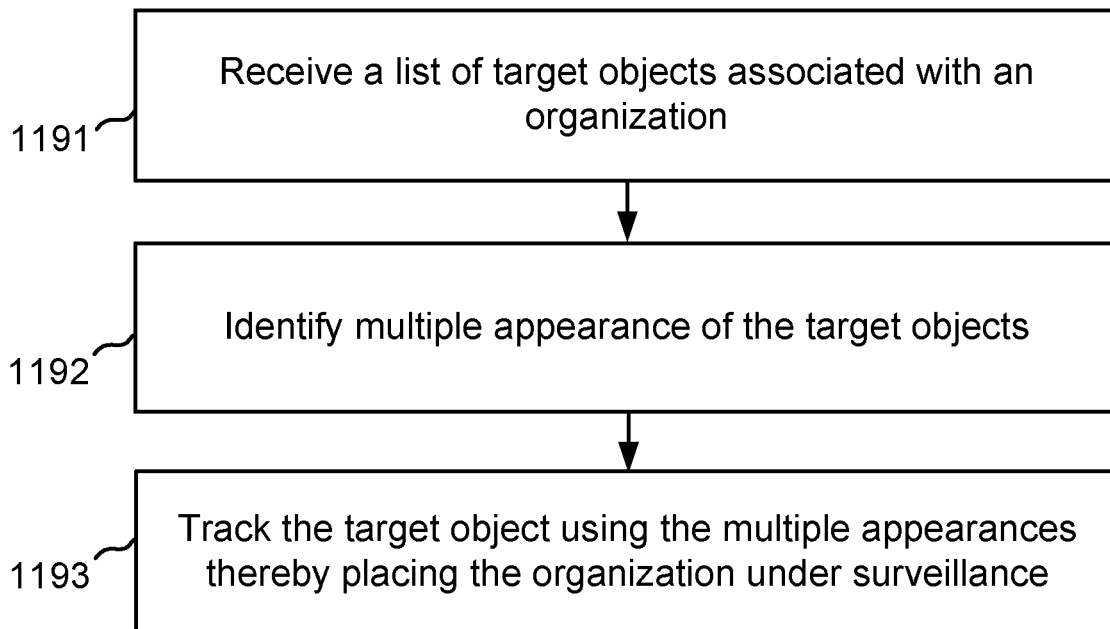 Receive a list of target objects associated with an
organization
1191
Identify multiple appearance of the target objects
1192
Track the target object using the multiple appearances
thereby placing the organization under surveillance
1193